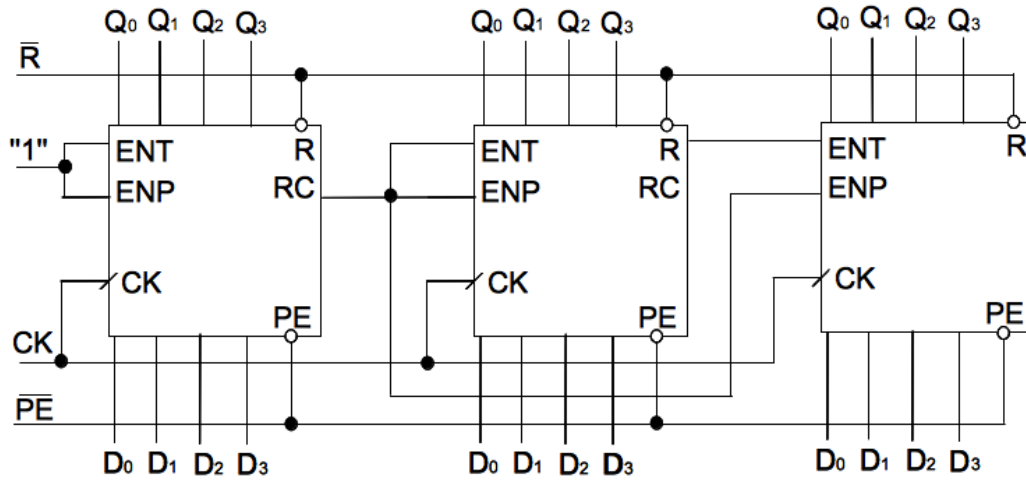 Q0 Q1 Q2 Q3 Q0 Q1 Q2 Q3 Q0 Q1 Q2 Q3
R̅
"1" ENT R ENT R ENT R
ENP RC ENP RC ENP
CK CK CK
PE PE PE
CK
P̅E̅
D0 D1 D2 D3 D0 D1 D2 D3 D0 D1 D2 D3